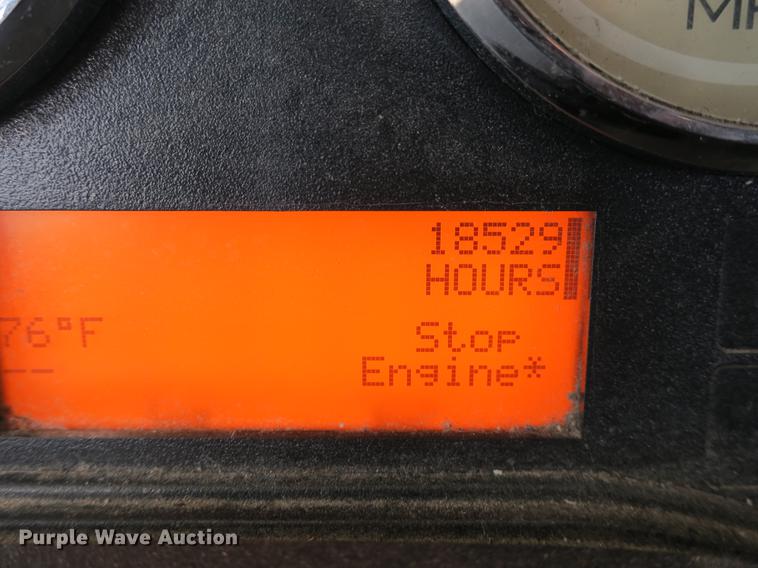 18529
HOURS
76°F
Stop
--
Engine*
Purple Wave Auction